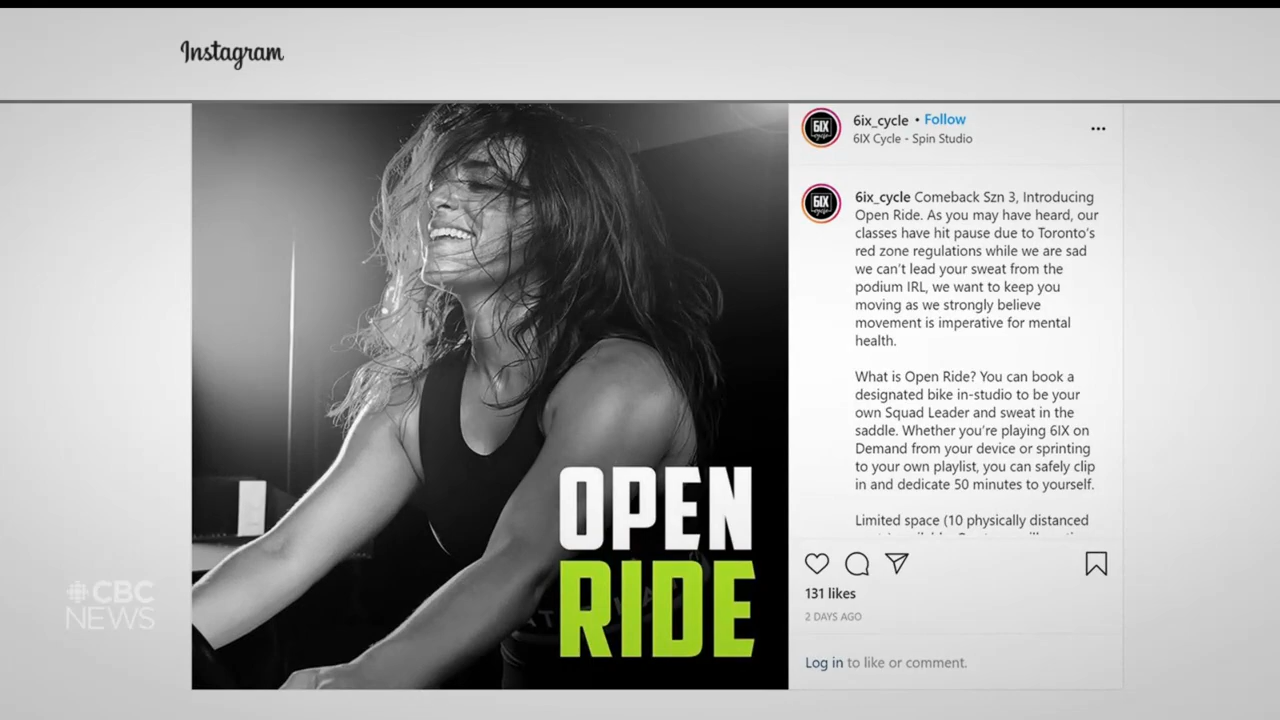 Instagram
6ix_cycle • Follow
6IX Cycle - Spin Studio
6ix_cycle Comeback Szn 3, Introducing
Open Ride. As you may have heard, our
classes have hit pause due to Toronto's
red zone regulations while we are sad
we can't lead your sweat from the
podium IRL, we want to keep you
moving as we strongly believe
movement is imperative for mental
health.
What is Open Ride? You can book a
designated bike in-studio to be your
own Squad Leader and sweat in the
saddle. Whether you're playing 6IX on
Demand from your device or sprinting
to your own playlist, you can safely clip
in and dedicate 50 minutes to yourself.
Limited space (10 physically distanced
131 likes
2 DAYS AGO
Log in to like or comment.
OPEN
RIDE
CBC
NEWS
6IX
6IX